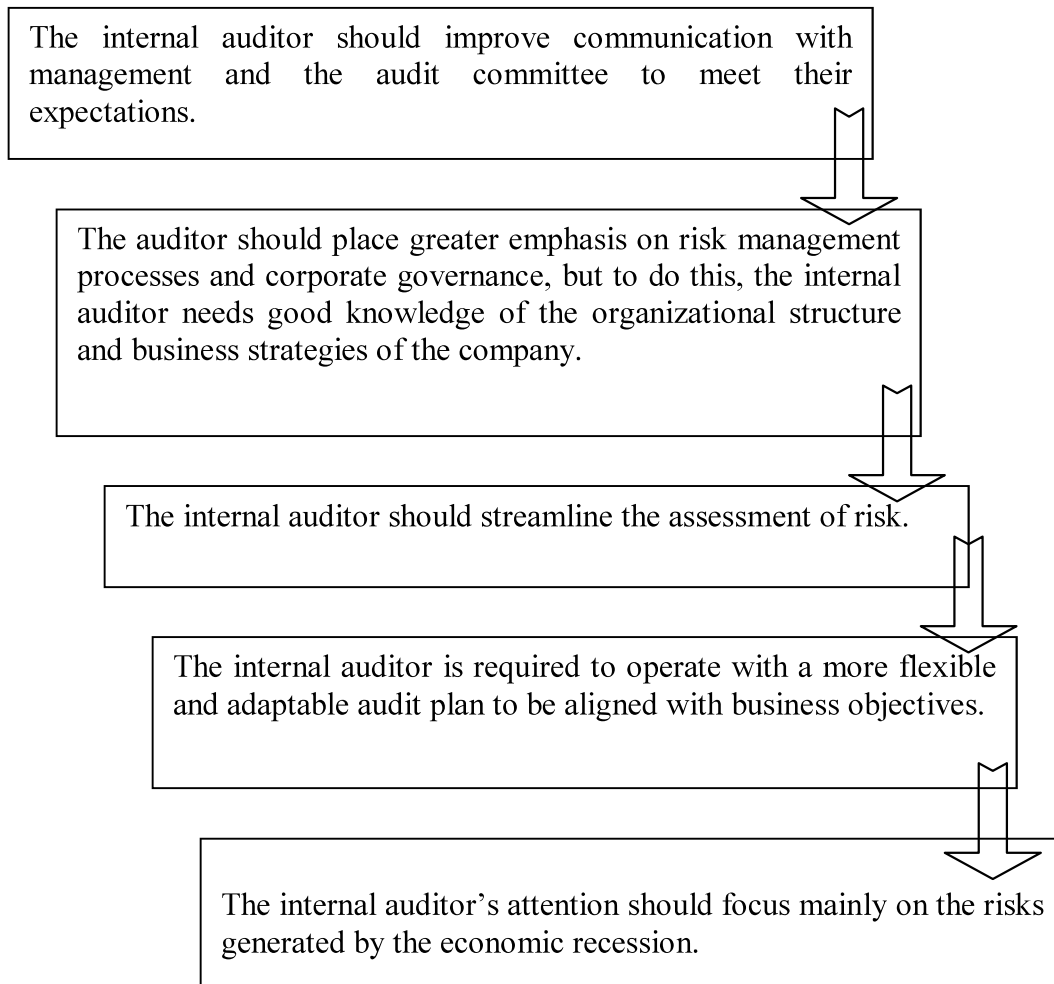 The internal auditor should improve communication with
management and the audit committee to meet their
expectations.
The auditor should place greater emphasis on risk management
processes and corporate governance, but to do this, the internal
auditor needs good knowledge of the organizational structure
and business strategies of the company.
The internal auditor should streamline the assessment of risk.
The internal auditor is required to operate with a more flexible
and adaptable audit plan to be aligned with business objectives.
The internal auditor’s attention should focus mainly on the risks
generated by the economic recession.